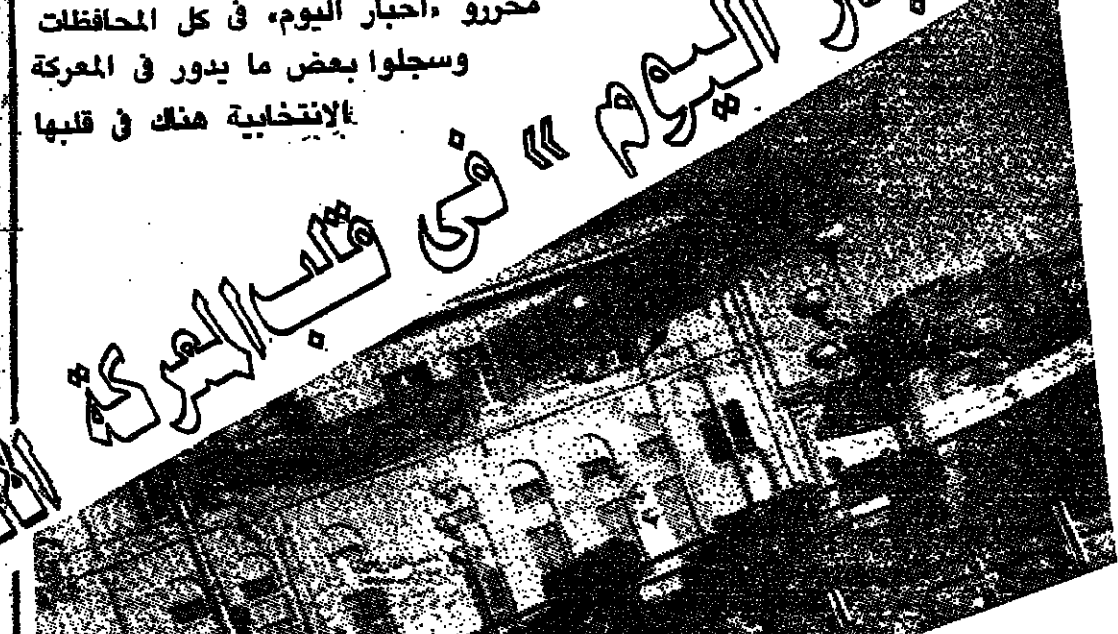 محررو «أخبار اليوم» فى كل المحافظات
وسجلوا بعض ما يدور فى المعركة
الانتخابية هناك فى قلبها
اليوم » فى قلب المعركة